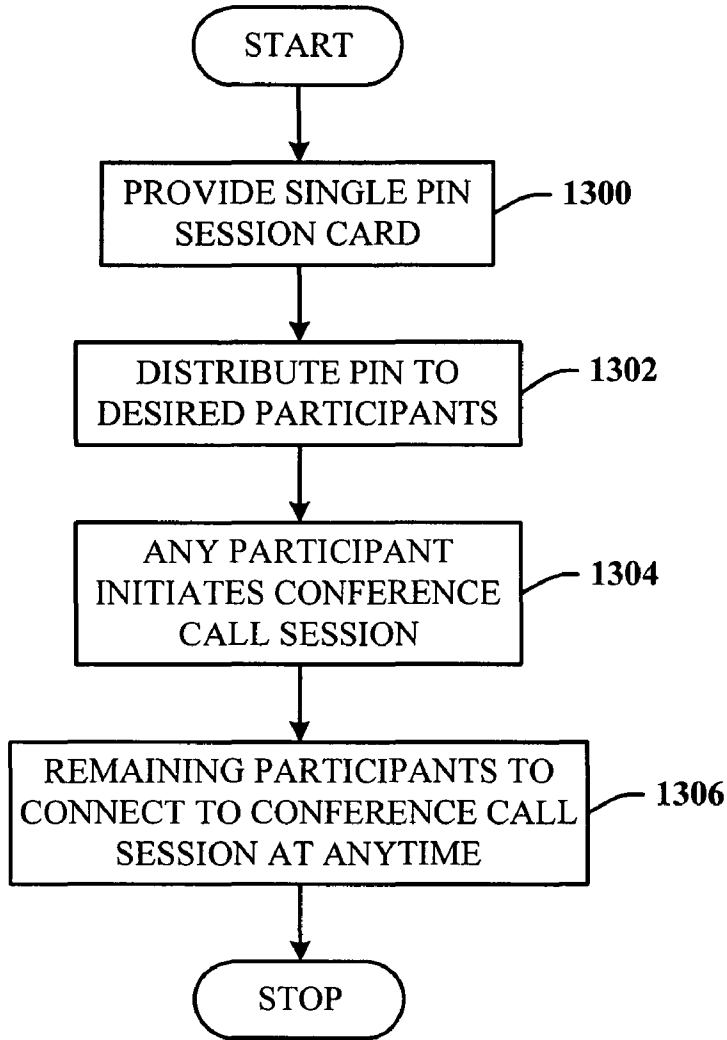 START
PROVIDE SINGLE PIN
SESSION CARD
1300
DISTRIBUTE PIN TO
DESIRED PARTICIPANTS
1302
ANY PARTICIPANT
INITIATES CONFERENCE
CALL SESSION
1304
REMAINING PARTICIPANTS TO
CONNECT TO CONFERENCE CALL
SESSION AT ANYTIME
1306
STOP